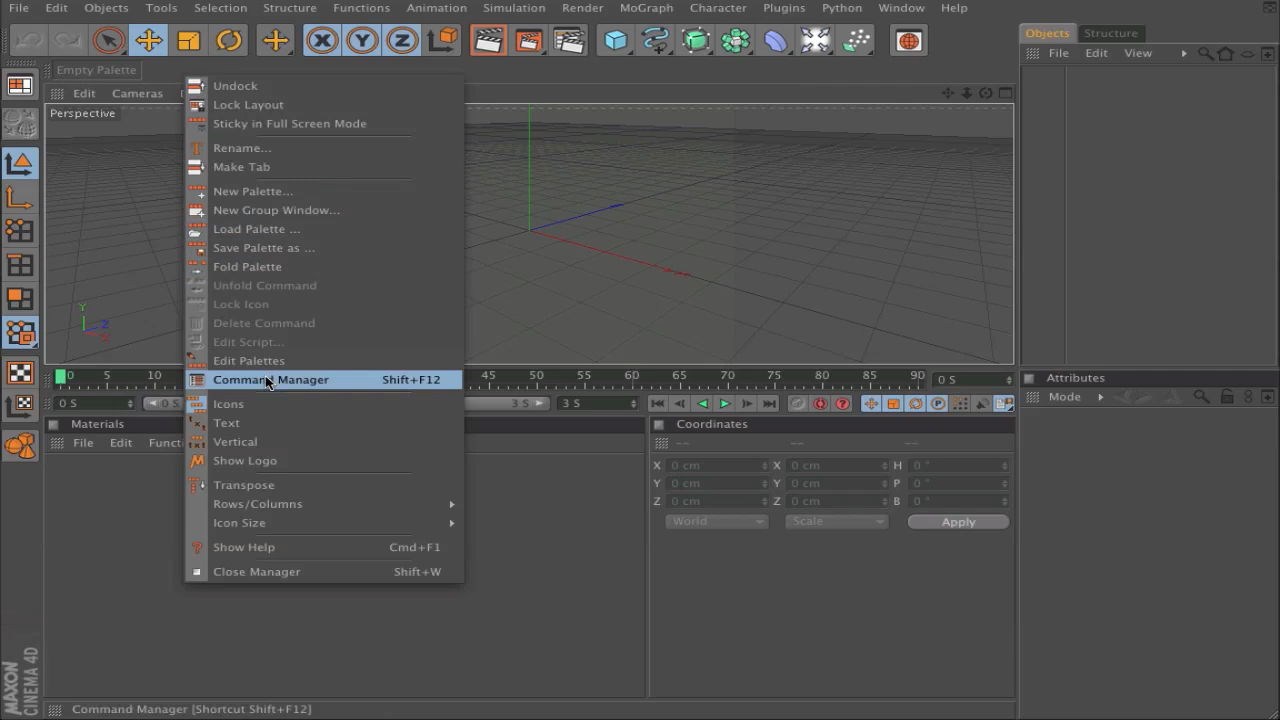 File Edit Objects Tools Selection Structure Functions Animation Simulation Render MoGraph Character Plugins Python Window Help
Objects Structure
File Edit View
Empty Palette
Edit Cameras
Perspective
Undock
Lock Layout
Sticky in Full Screen Mode
Rename...
Make Tab
New Palette...
New Group Window...
Load Palette ...
Save Palette as ...
Fold Palette
Unfold Command
Lock Icon
Delete Command
Edit Script...
Edit Palettes
Command Manager Shift+F12
Icons
Text
Vertical
Show Logo
Transpose
Rows/Columns
Icon Size
Show Help Cmd+F1
Close Manager Shift+W
X Y Z
Y
Z
X
0 5 10 45 50 55 60 65 70 75 80 85 90 0 S
0 S 0 S 3 S 3 S
Attributes
Mode
Materials
File Edit Functi
Coordinates
-- -- --
X 0 cm X 0 cm H 0 °
Y 0 cm Y 0 cm P 0 °
Z 0 cm Z 0 cm B 0 °
World Scale Apply
MAXON
CINEMA 4D
Command Manager [Shortcut Shift+F12]